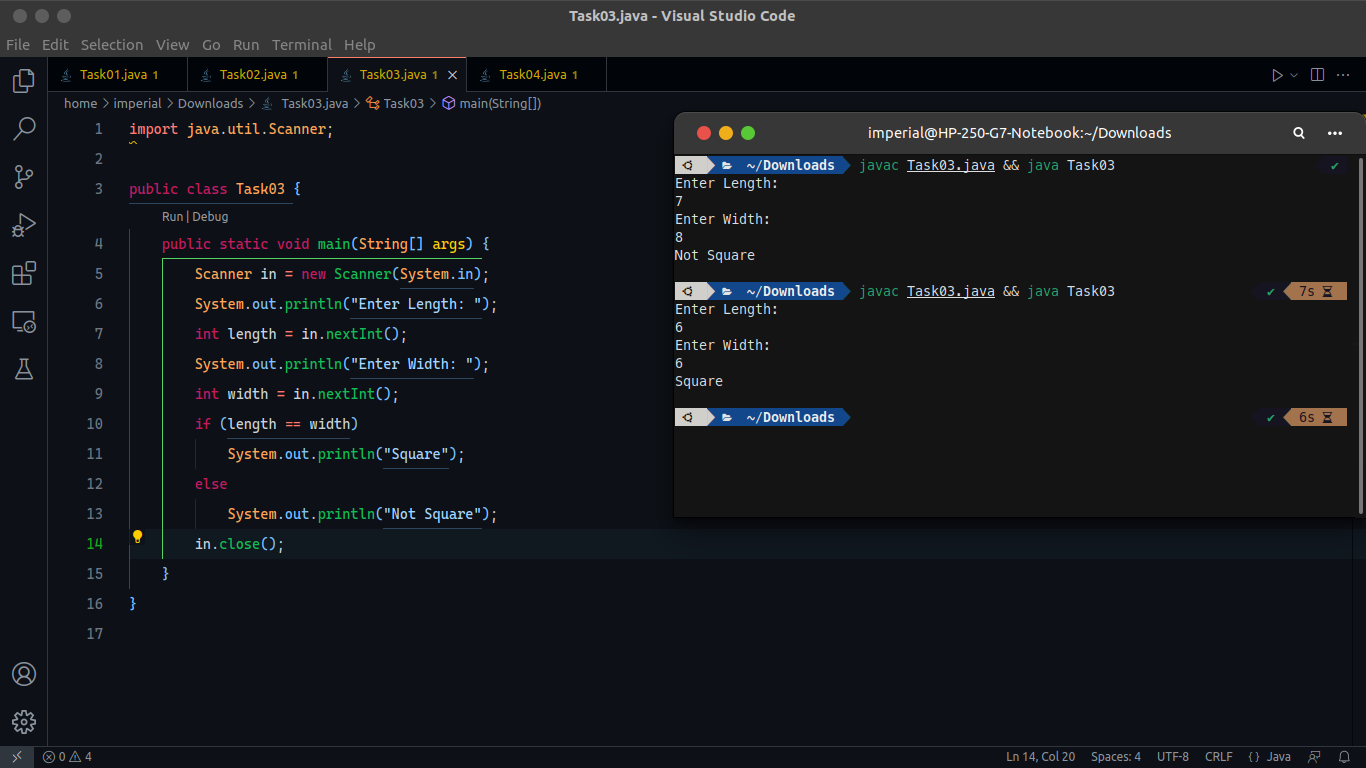 Task03.java - Visual Studio Code
File Edit Selection View Go Run Terminal Help
Task01.java 1 Task02.java 1 Task03.java 1 Task04.java 1
home > imperial > Downloads > Task03.java > Task03 > main(String[])
1 import java.util.Scanner;
2
3 public class Task03 {
Run | Debug
4 public static void main(String[] args) {
5 Scanner in = new Scanner(System.in);
6 System.out.println("Enter Length: ");
7 int length = in.nextInt();
8 System.out.println("Enter Width: ");
9 int width = in.nextInt();
10 if (length == width)
11 System.out.println("Square");
12 else
13 System.out.println("Not Square");
14 in.close();
15 }
16 }
17
imperial@HP-250-G7-Notebook:~/Downloads
~/Downloads javac Task03.java && java Task03 ✔
Enter Length:
7
Enter Width:
8
Not Square
~/Downloads javac Task03.java && java Task03 ✔ 7s
Enter Length:
6
Enter Width:
6
Square
~/Downloads ✔ 6s
0 4 Ln 14, Col 20 Spaces: 4 UTF-8 CRLF {} Java